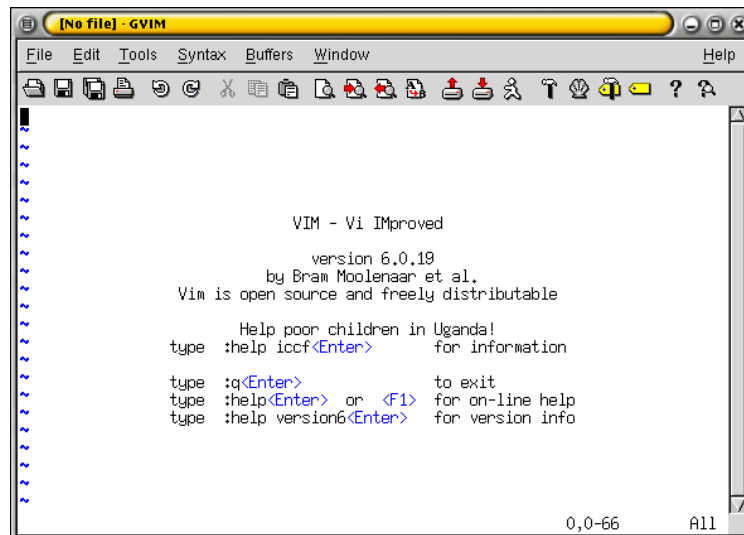 [No file] - GVIM
File Edit Tools Syntax Buffers Window Help
~
~
~
~
~
~
VIM - Vi IMproved
~
version 6.0.19
by Bram Moolenaar et al.
Vim is open source and freely distributable
~
Help poor children in Uganda!
type :help iccf<Enter> for information
~
type :q<Enter> to exit
type :help<Enter> or <F1> for on-line help
type :help version6<Enter> for version info
~
~
~
~
0,0-66 All